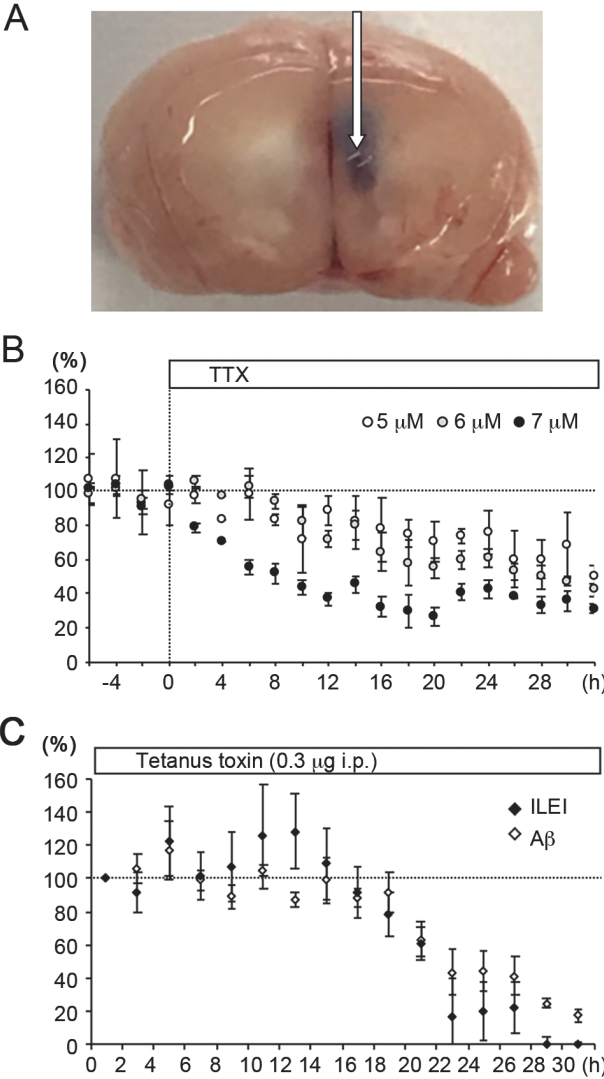 A
B
(%)
TTX
5 μM 6 μM 7 μM
160
140
120
100
80
60
40
20
0
-4 0 4 8 12 16 20 24 28 (h)
C
(%)
Tetanus toxin (0.3 μg i.p.)
160
140
120
100
80
60
40
20
0
ILEI
Aβ
0 2 4 6 8 10 12 14 16 18 20 22 24 26 28 30 (h)